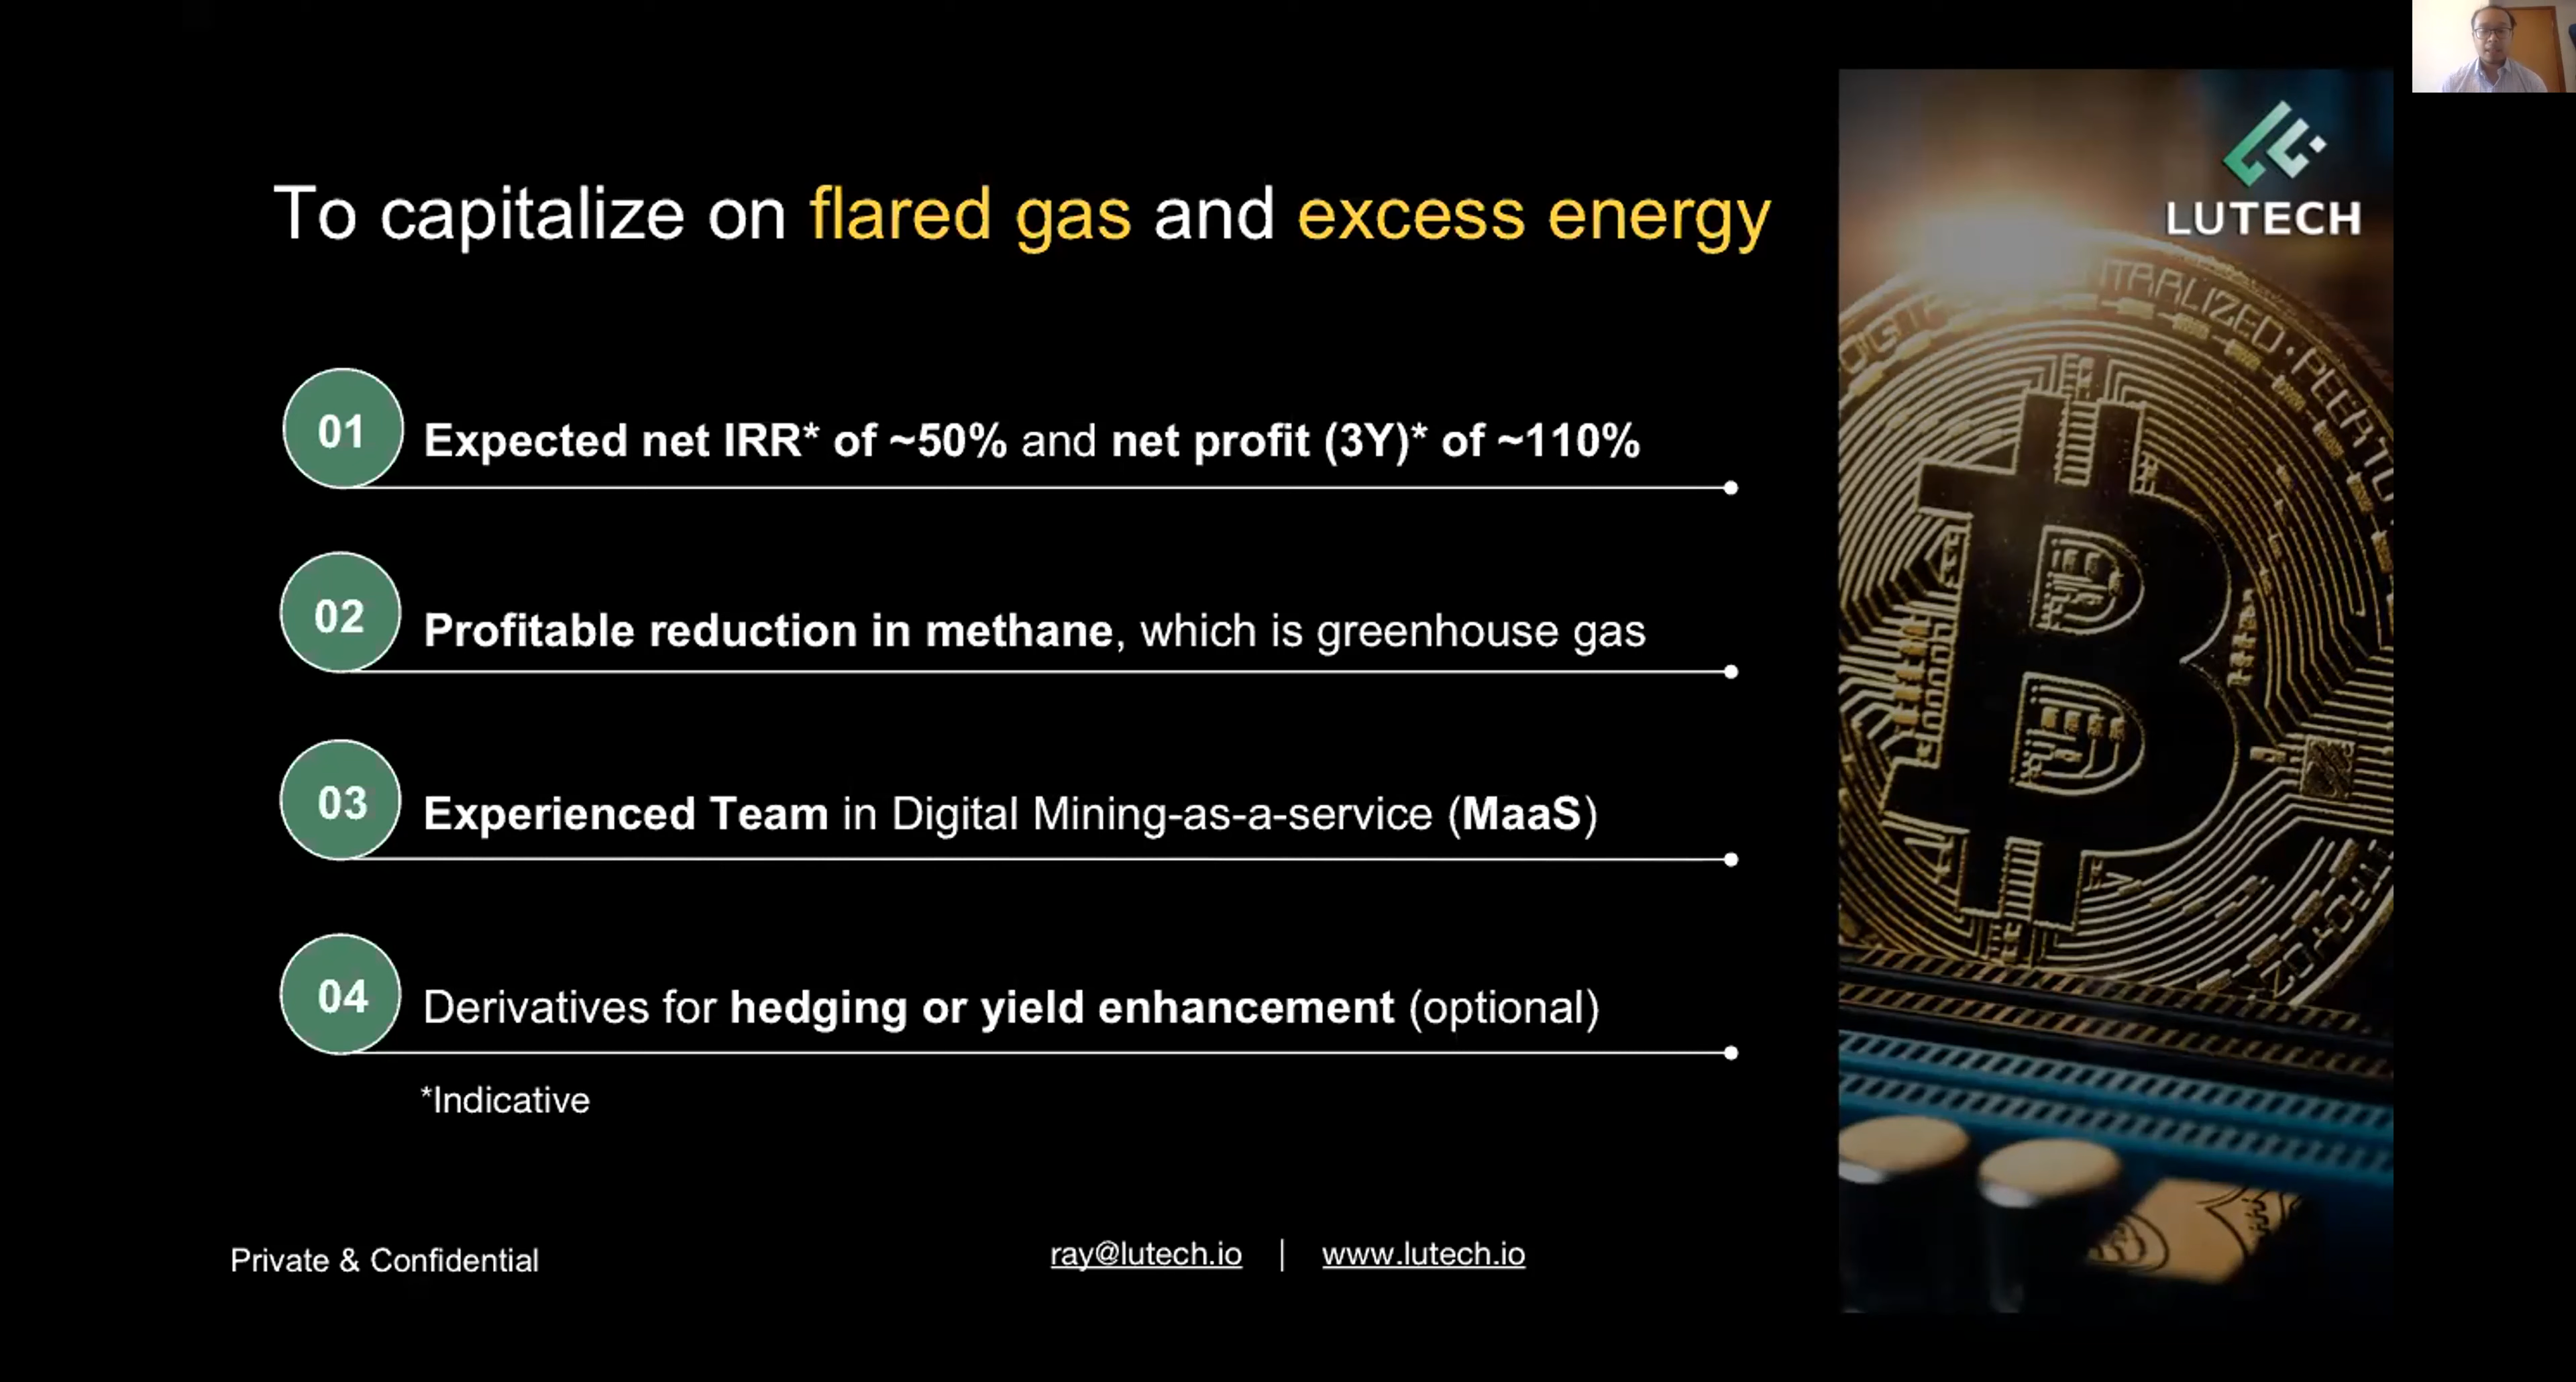 To capitalize on flared gas and excess energy
LUTECH
01 Expected net IRR* of ~50% and net profit (3Y)* of ~110%
02 Profitable reduction in methane, which is greenhouse gas
03 Experienced Team in Digital Mining-as-a-service (MaaS)
04 Derivatives for hedging or yield enhancement (optional)
*Indicative
Private & Confidential
ray@lutech.io | www.lutech.io